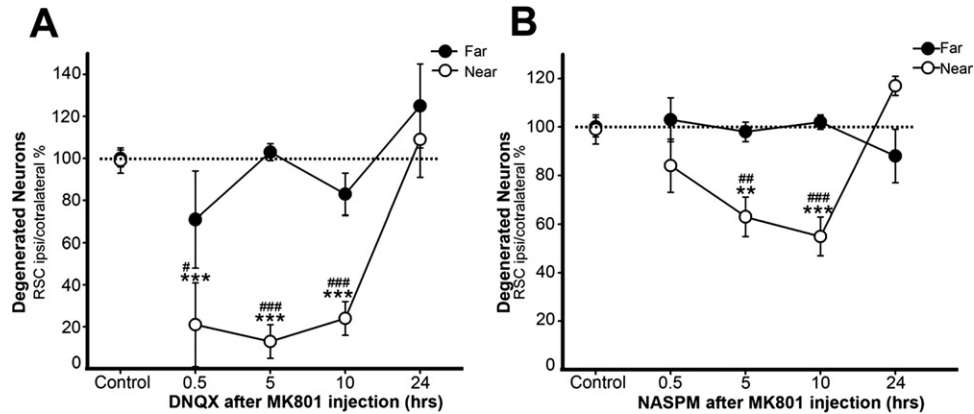 A
Far
Near
140
120
100
80
60
40
20
0
Degenerated Neurons
RSC ipsi/cotralateral %
#
***
###
***
###
***
Control
0.5
5
10
24
DNQX after MK801 injection (hrs)
B
Far
Near
120
100
80
60
40
20
0
Degenerated Neurons
RSC ipsi/cotralateral %
##
**
###
***
Control
0.5
5
10
24
NASPM after MK801 injection (hrs)